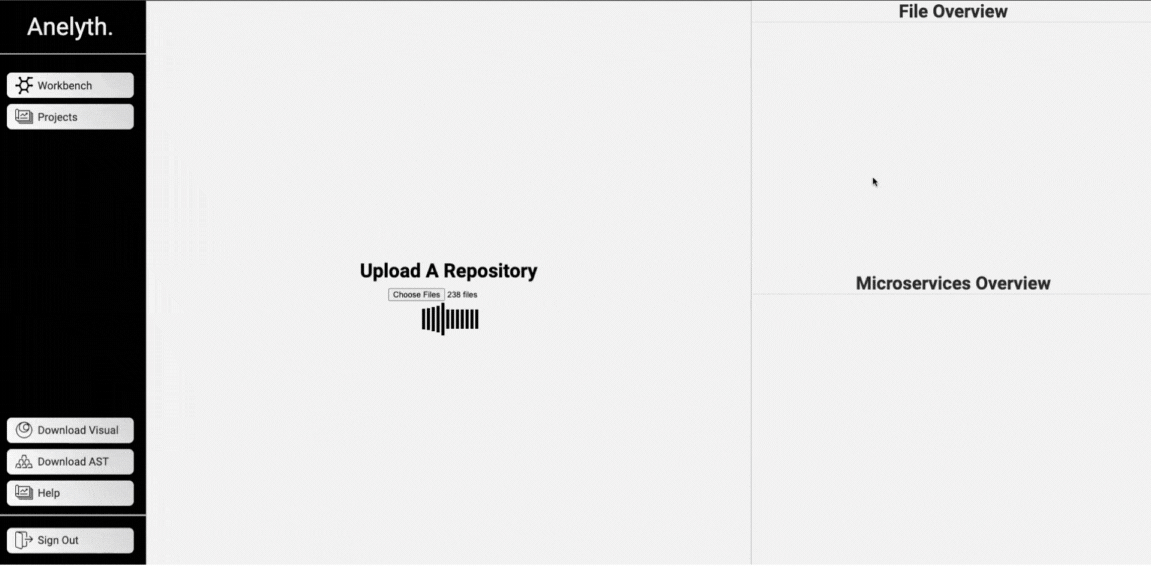 Anelyth.
Workbench
Projects
Download Visual
Download AST
Help
Sign Out
Upload A Repository
Choose Files 238 files
File Overview
Microservices Overview